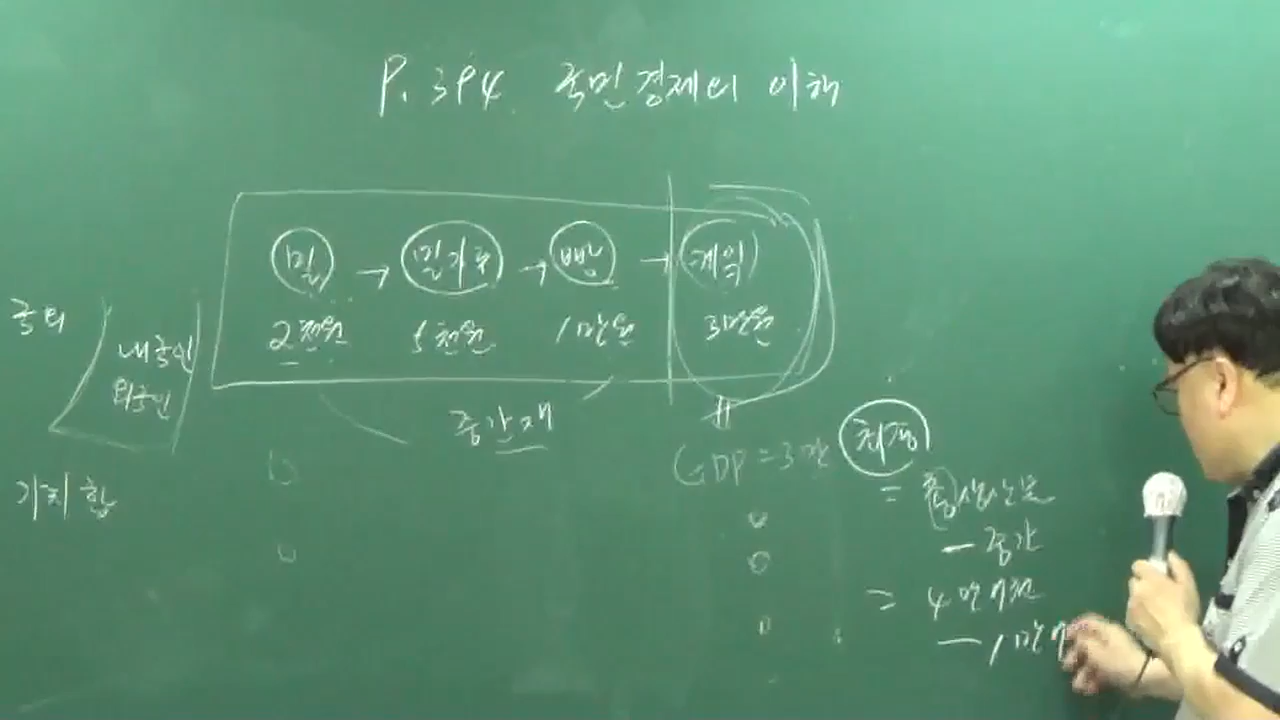 P. 394. 국민경제의 이해
밀 → 밀가루 → 빵 → 케익
2천원 5천원 1만원 3만원
국내
내국인
외국인
중간재
GDP = 3만 최종
가치 합
= 총생산물
- 중간
= 4만7천
- 1만7